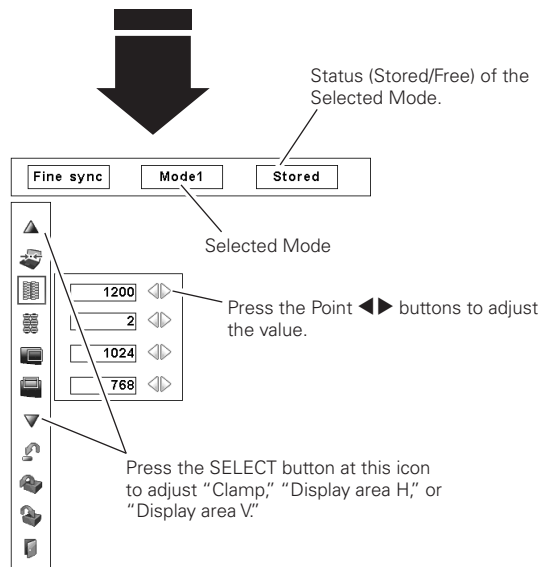 Status (Stored/Free) of the
Selected Mode.
Fine sync
Mode1
Stored
Selected Mode
1200
2
1024
768
Press the Point ◀▶ buttons to adjust
the value.
Press the SELECT button at this icon
to adjust “Clamp,” “Display area H,” or
“Display area V.”